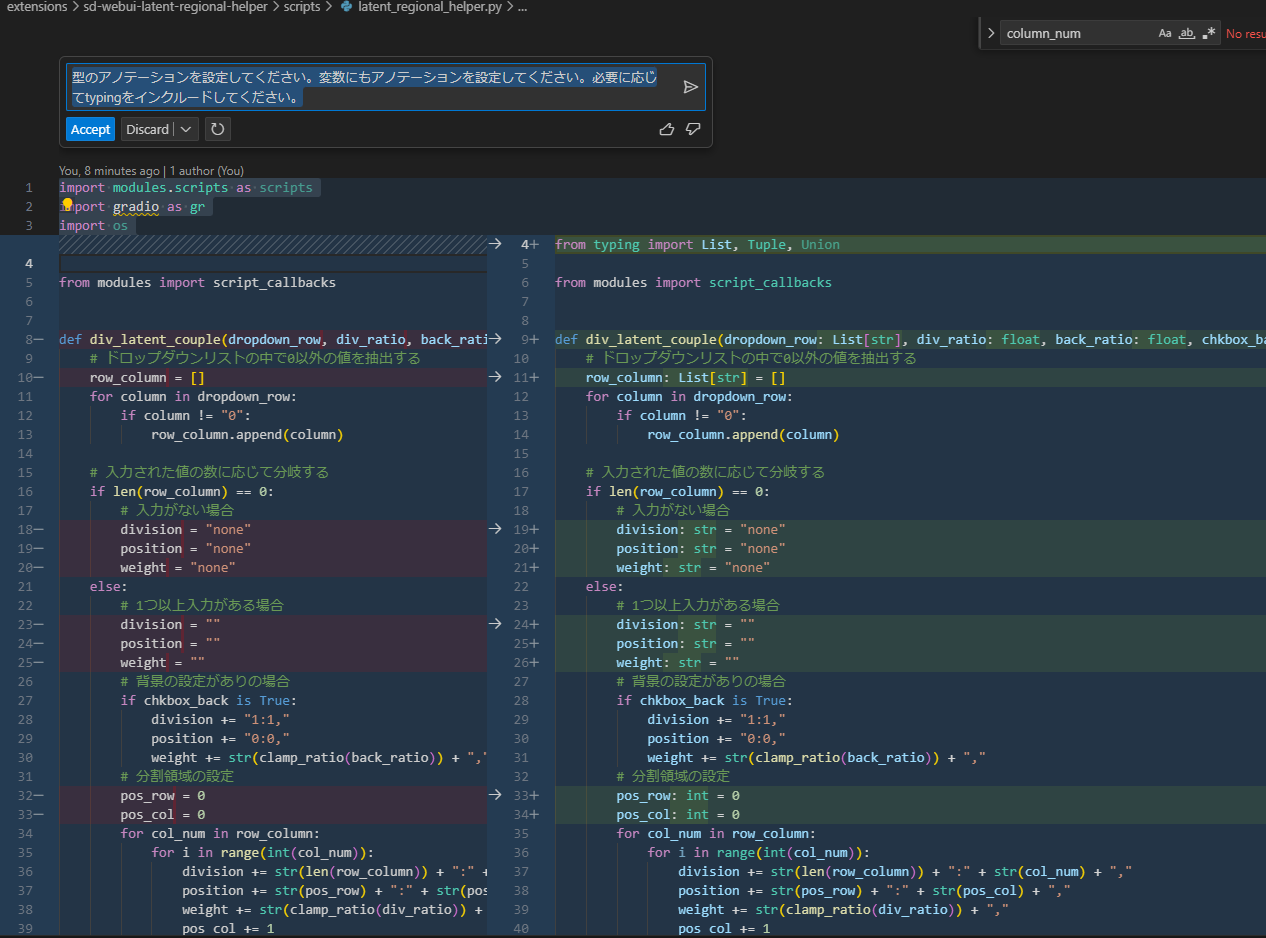 extensions > sd-webui-latent-regional-helper > scripts > latent_regional_helper.py > ...
column_num Aa ab, .* No resu
型のアノテーションを設定してください。変数にもアノテーションを設定してください。必要に応じ
てtypingをインクルードしてください。
Accept Discard
You, 8 minutes ago | 1 author (You)
1 import modules.scripts as scripts
2 import gradio as gr
3 import os
4
5 from modules import script_callbacks
6
7
8− def div_latent_couple(dropdown_row, div_ratio, back_rati
9 # ドロップダウンリストの中で0以外の値を抽出する
10− row_column = []
11 for column in dropdown_row:
12 if column != "0":
13 row_column.append(column)
14
15 # 入力された値の数に応じて分岐する
16 if len(row_column) == 0:
17 # 入力がない場合
18− division = "none"
19− position = "none"
20− weight = "none"
21 else:
22 # 1つ以上入力がある場合
23− division = ""
24− position = ""
25− weight = ""
26 # 背景の設定がありの場合
27 if chkbox_back is True:
28 division += "1:1,"
29 position += "0:0,"
30 weight += str(clamp_ratio(back_ratio)) + ","
31 # 分割領域の設定
32− pos_row = 0
33− pos_col = 0
34 for col_num in row_column:
35 for i in range(int(col_num)):
36 division += str(len(row_column)) + ":" +
37 position += str(pos_row) + ":" + str(pos
38 weight += str(clamp_ratio(div_ratio)) +
39 pos_col += 1
4+ from typing import List, Tuple, Union
5
6 from modules import script_callbacks
7
8
9+ def div_latent_couple(dropdown_row: List[str], div_ratio: float, back_ratio: float, chkbox_ba
10 # ドロップダウンリストの中で0以外の値を抽出する
11+ row_column: List[str] = []
12 for column in dropdown_row:
13 if column != "0":
14 row_column.append(column)
15
16 # 入力された値の数に応じて分岐する
17 if len(row_column) == 0:
18 # 入力がない場合
19+ division: str = "none"
20+ position: str = "none"
21+ weight: str = "none"
22 else:
23 # 1つ以上入力がある場合
24+ division: str = ""
25+ position: str = ""
26+ weight: str = ""
27 # 背景の設定がありの場合
28 if chkbox_back is True:
29 division += "1:1,"
30 position += "0:0,"
31 weight += str(clamp_ratio(back_ratio)) + ","
32 # 分割領域の設定
33+ pos_row: int = 0
34+ pos_col: int = 0
35 for col_num in row_column:
36 for i in range(int(col_num)):
37 division += str(len(row_column)) + ":" + str(col_num) + ","
38 position += str(pos_row) + ":" + str(pos_col) + ","
39 weight += str(clamp_ratio(div_ratio)) + ","
40 pos_col += 1